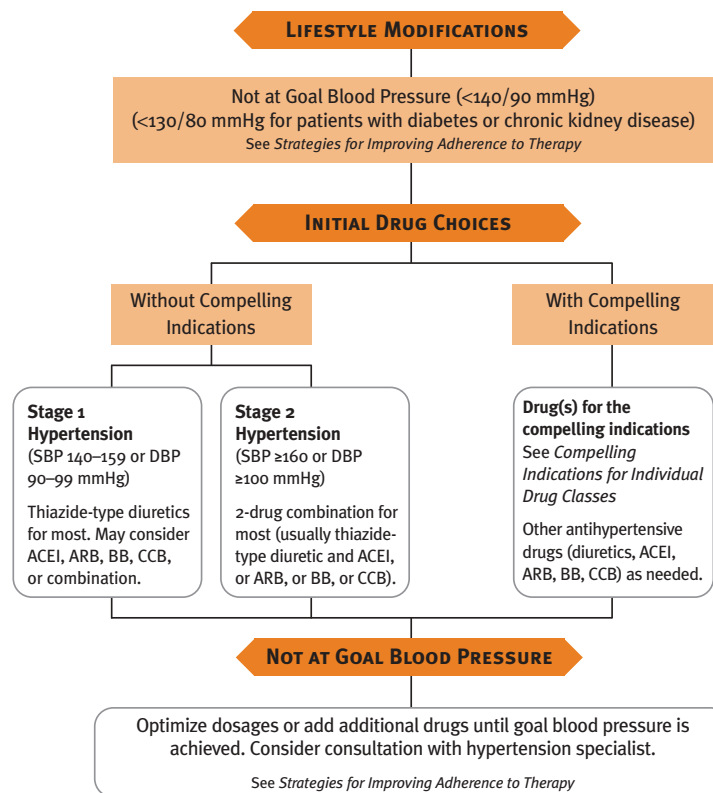 Lifestyle Modifications
Not at Goal Blood Pressure (<140/90 mmHg)
(<130/80 mmHg for patients with diabetes or chronic kidney disease)
See Strategies for Improving Adherence to Therapy
Initial Drug Choices
Without Compelling
Indications
With Compelling
Indications
Stage 1
Hypertension
(SBP 140–159 or DBP
90–99 mmHg)
Thiazide-type diuretics
for most. May consider
ACEI, ARB, BB, CCB,
or combination.
Stage 2
Hypertension
(SBP ≥160 or DBP
≥100 mmHg)
2-drug combination for
most (usually thiazide-
type diuretic and ACEI,
or ARB, or BB, or CCB).
Drug(s) for the
compelling indications
See Compelling
Indications for Individual
Drug Classes
Other antihypertensive
drugs (diuretics, ACEI,
ARB, BB, CCB) as needed.
Not at Goal Blood Pressure
Optimize dosages or add additional drugs until goal blood pressure is
achieved. Consider consultation with hypertension specialist.
See Strategies for Improving Adherence to Therapy